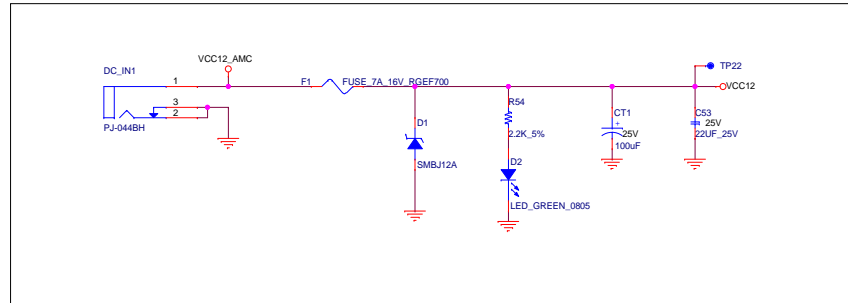 TP22
VCC12_AMC
DC_IN1
1
F1
FUSE_7A_16V_RGEF700
VCC12
3
2
PJ-044BH
R54
2.2K_5%
D1
SMBJ12A
D2
LED_GREEN_0805
CT1
+
25V
100uF
C53
25V
22UF_25V